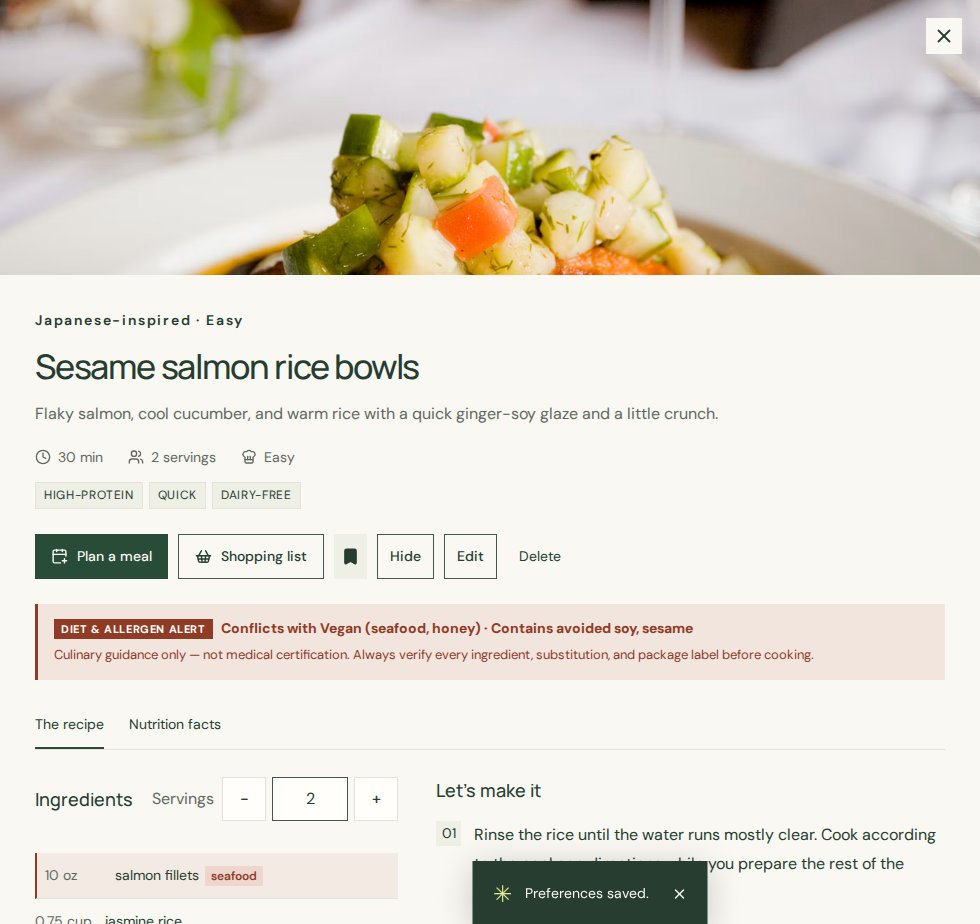 Japanese-inspired · Easy
Sesame salmon rice bowls
Flaky salmon, cool cucumber, and warm rice with a quick ginger-soy glaze and a little crunch.
30 min 2 servings Easy
HIGH-PROTEIN QUICK DAIRY-FREE
Plan a meal Shopping list Hide Edit Delete
DIET & ALLERGEN ALERT Conflicts with Vegan (seafood, honey) · Contains avoided soy, sesame
Culinary guidance only — not medical certification. Always verify every ingredient, substitution, and package label before cooking.
The recipe Nutrition facts
Ingredients Servings - 2 +
10 oz salmon fillets seafood
0.75 cup jasmine rice
Let's make it
01 Rinse the rice until the water runs mostly clear. Cook according
you prepare the rest of the
Preferences saved.